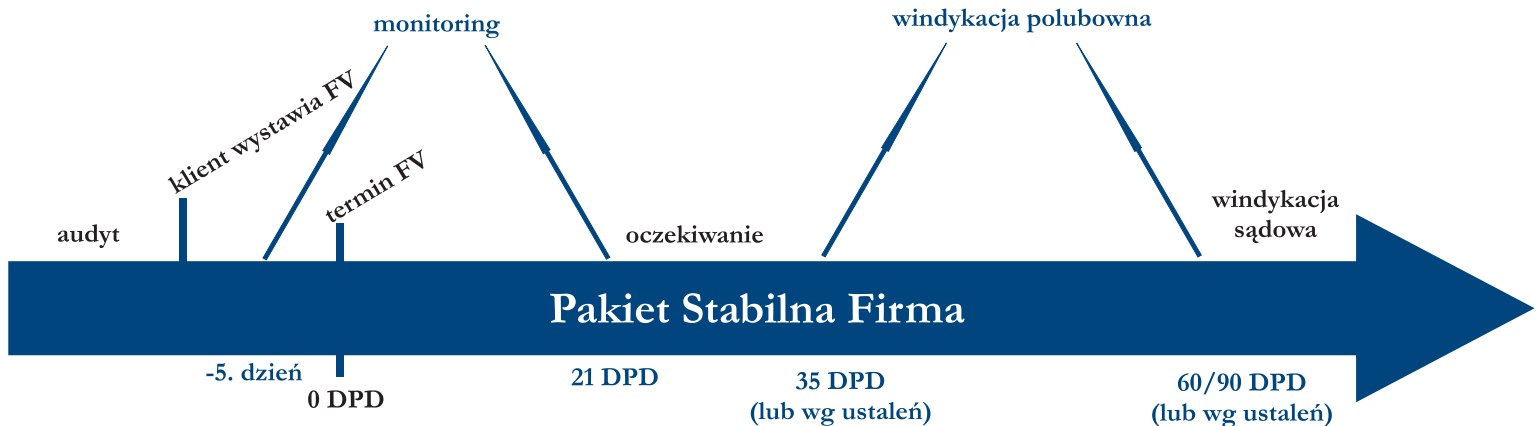 monitoring
windykacja polubowna
klient wystawia FV
termin FV
audyt
oczekiwanie
windykacja
sądowa
Pakiet Stabilna Firma
-5. dzień
0 DPD
21 DPD
35 DPD
(lub wg ustaleń)
60/90 DPD
(lub wg ustaleń)